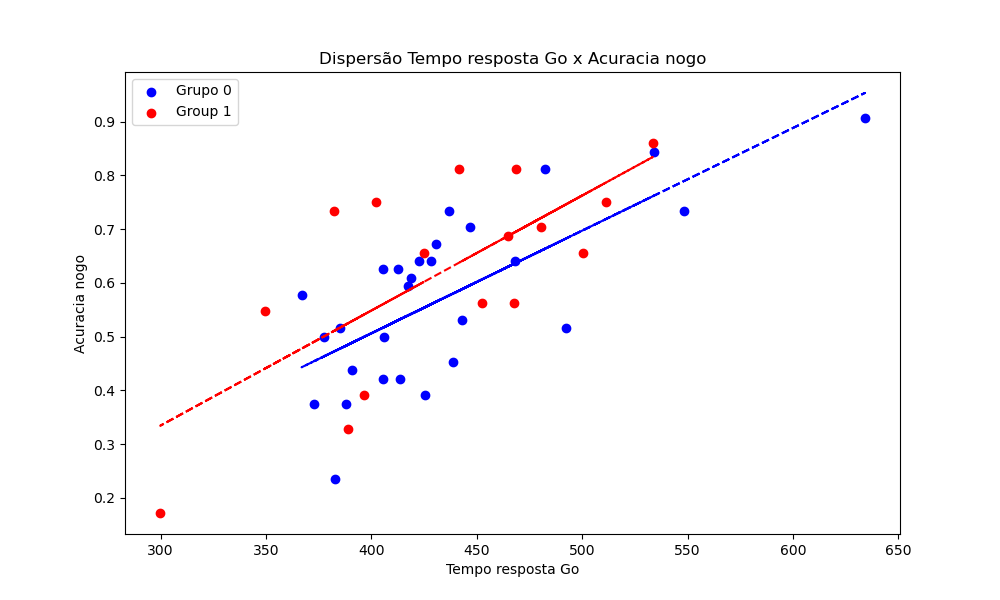 Dispersão Tempo resposta Go x Acuracia nogo
Grupo 0
Group 1
Acuracia nogo
0.9
0.8
0.7
0.6
0.5
0.4
0.3
0.2
300 350 400 450 500 550 600 650
Tempo resposta Go